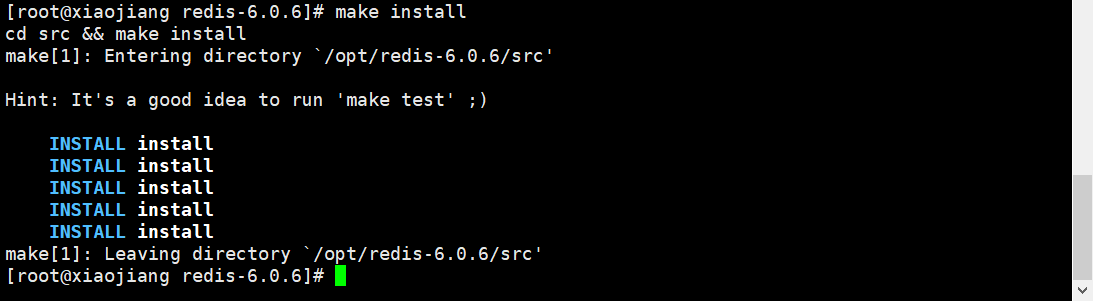 [root@xiaojiang redis-6.0.6]# make install
cd src && make install
make[1]: Entering directory `/opt/redis-6.0.6/src'
Hint: It's a good idea to run 'make test' ;)
INSTALL install
INSTALL install
INSTALL install
INSTALL install
INSTALL install
make[1]: Leaving directory `/opt/redis-6.0.6/src'
[root@xiaojiang redis-6.0.6]#